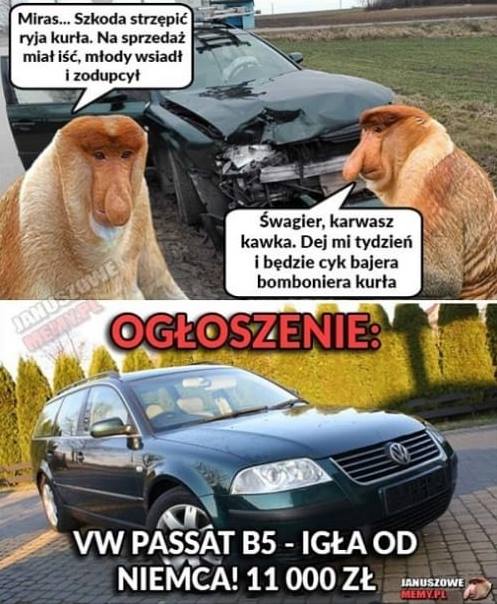 Miras... Szkoda strzępić
ryja kurła. Na sprzedaż
miał iść, młody wsiadł
i zodupcył
Śwagier, karwasz
kawka. Dej mi tydzień
i będzie cyk bajera
bomboniera kurła
JANUSZOWE
MEMY.PL
OGŁOSZENIE:
VW PASSAT B5 - IGŁA OD
NIEMCA! 11 000 ZŁ
JANUSZOWE
MEMY.PL